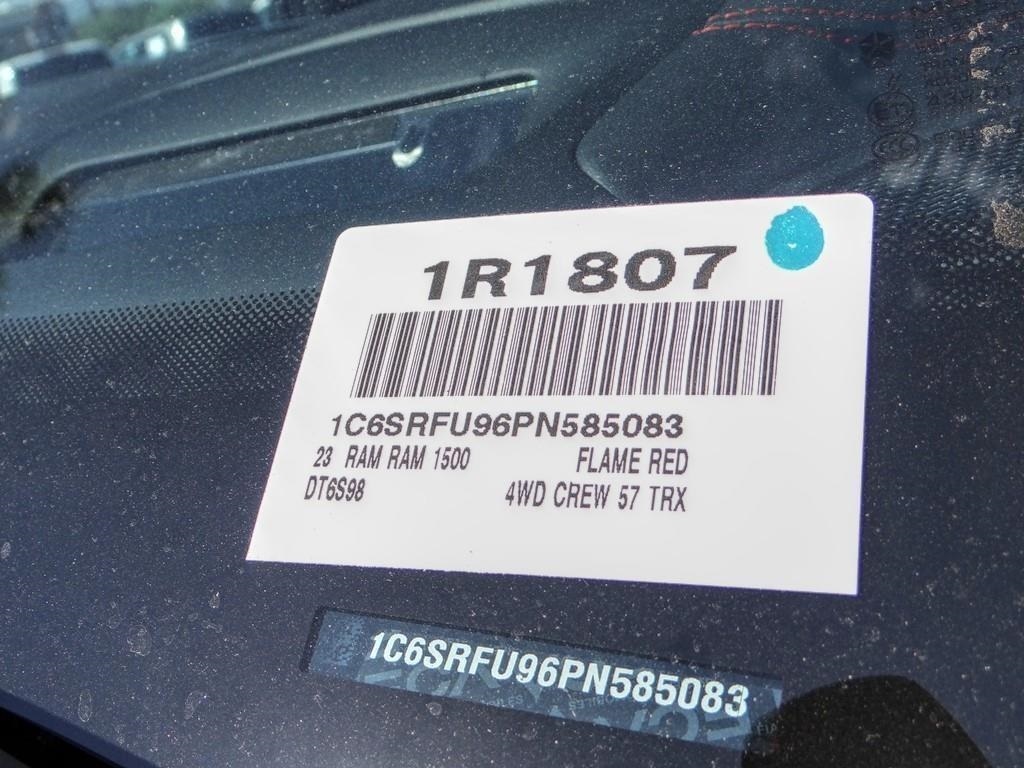 1R1807
1C6SRFU96PN585083
23 RAM RAM 1500 FLAME RED
DT6S98 4WD CREW 57 TRX
1C6SRFU96PN585083